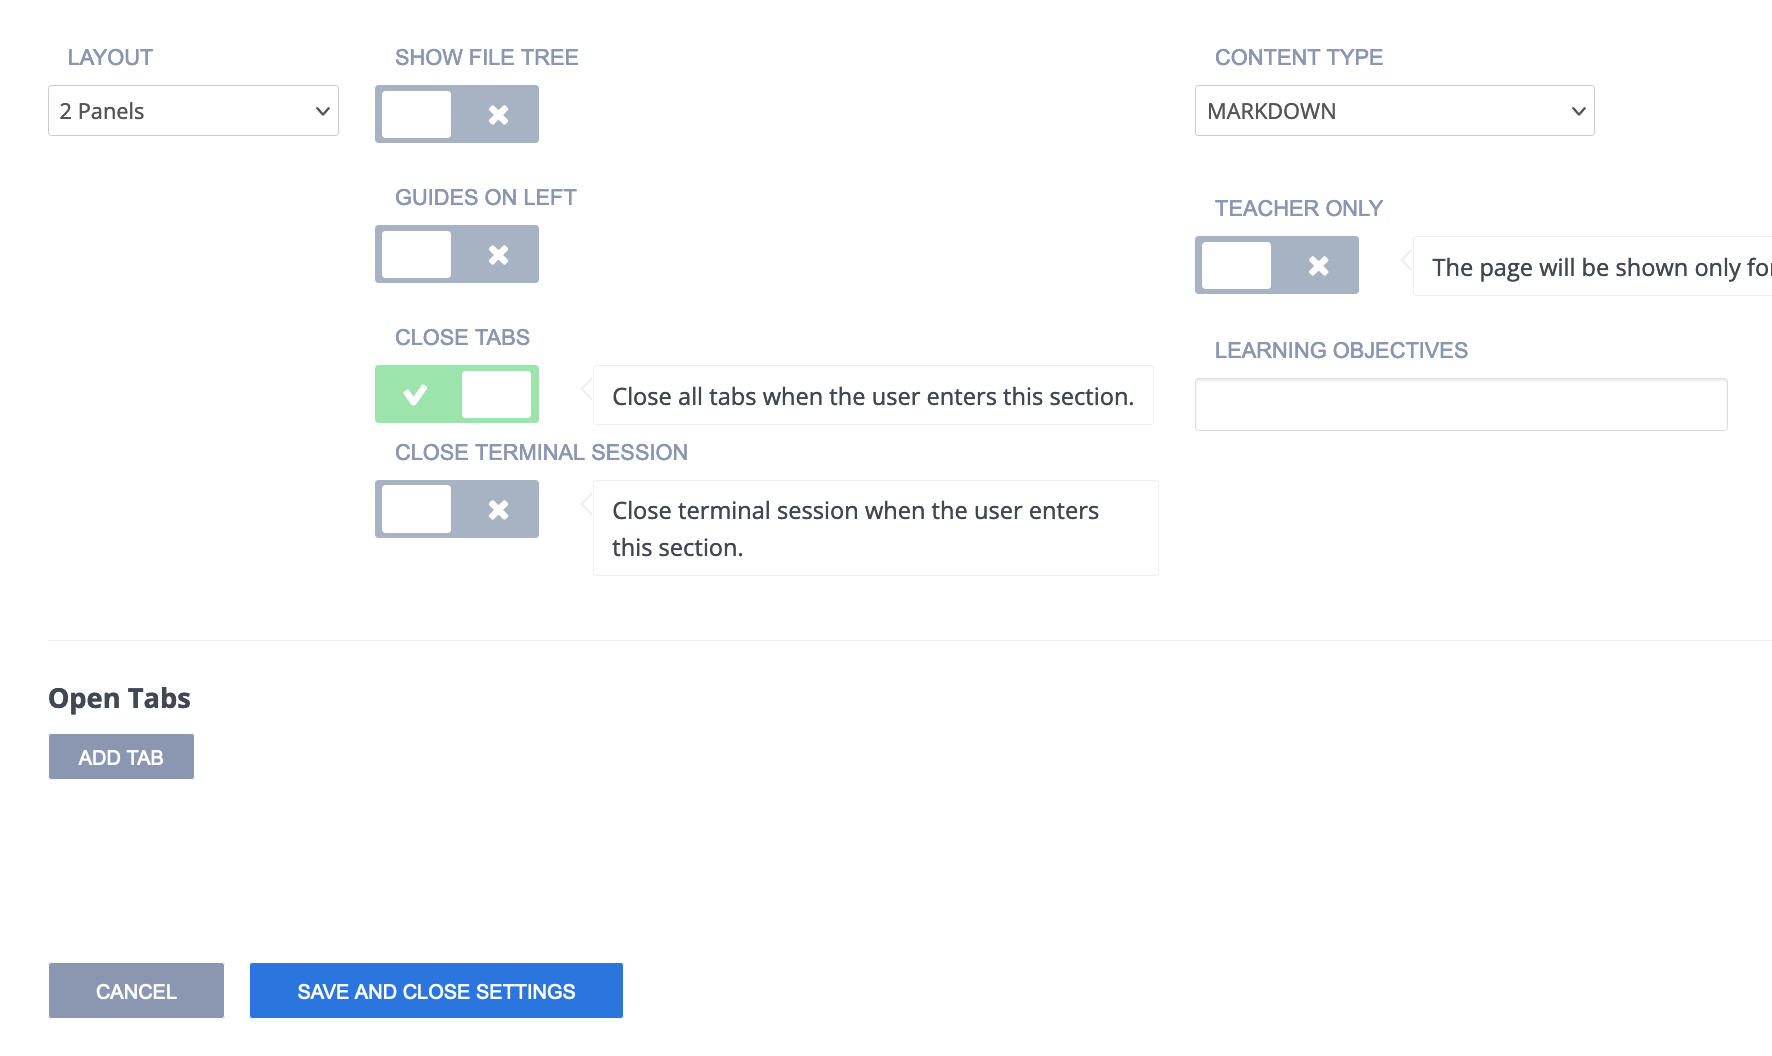 LAYOUT
2 Panels
SHOW FILE TREE
GUIDES ON LEFT
CLOSE TABS
Close all tabs when the user enters this section.
CLOSE TERMINAL SESSION
Close terminal session when the user enters
this section.
CONTENT TYPE
MARKDOWN
TEACHER ONLY
The page will be shown only for
LEARNING OBJECTIVES
Open Tabs
ADD TAB
CANCEL
SAVE AND CLOSE SETTINGS